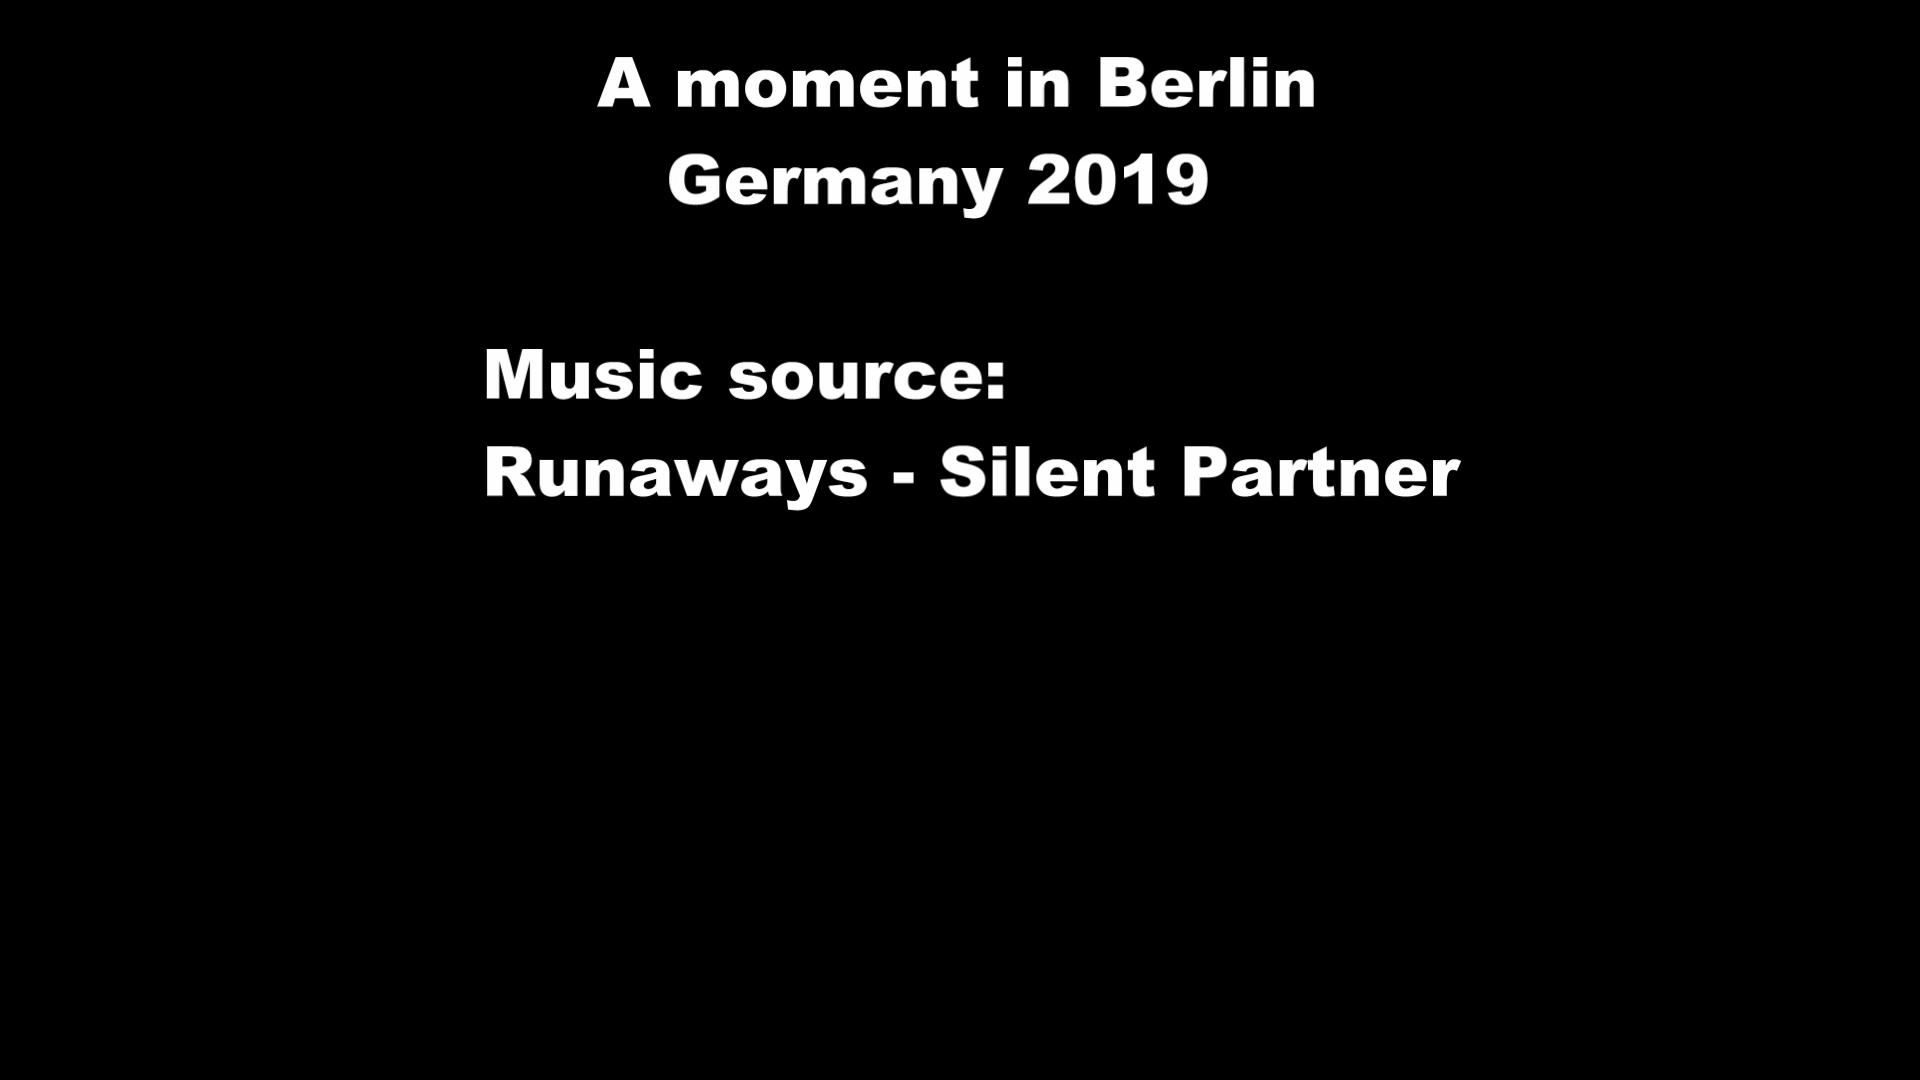 A moment in Berlin
Germany 2019
Music source:
Runaways - Silent Partner